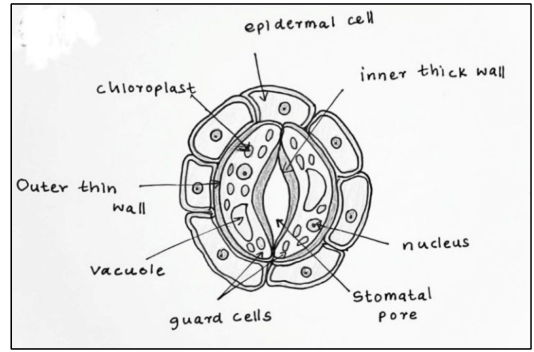 epidermal cell
inner thick wall
chloroplast
Outer thin
wall
nucleus
vacuole
Stomatal
pore
guard cells